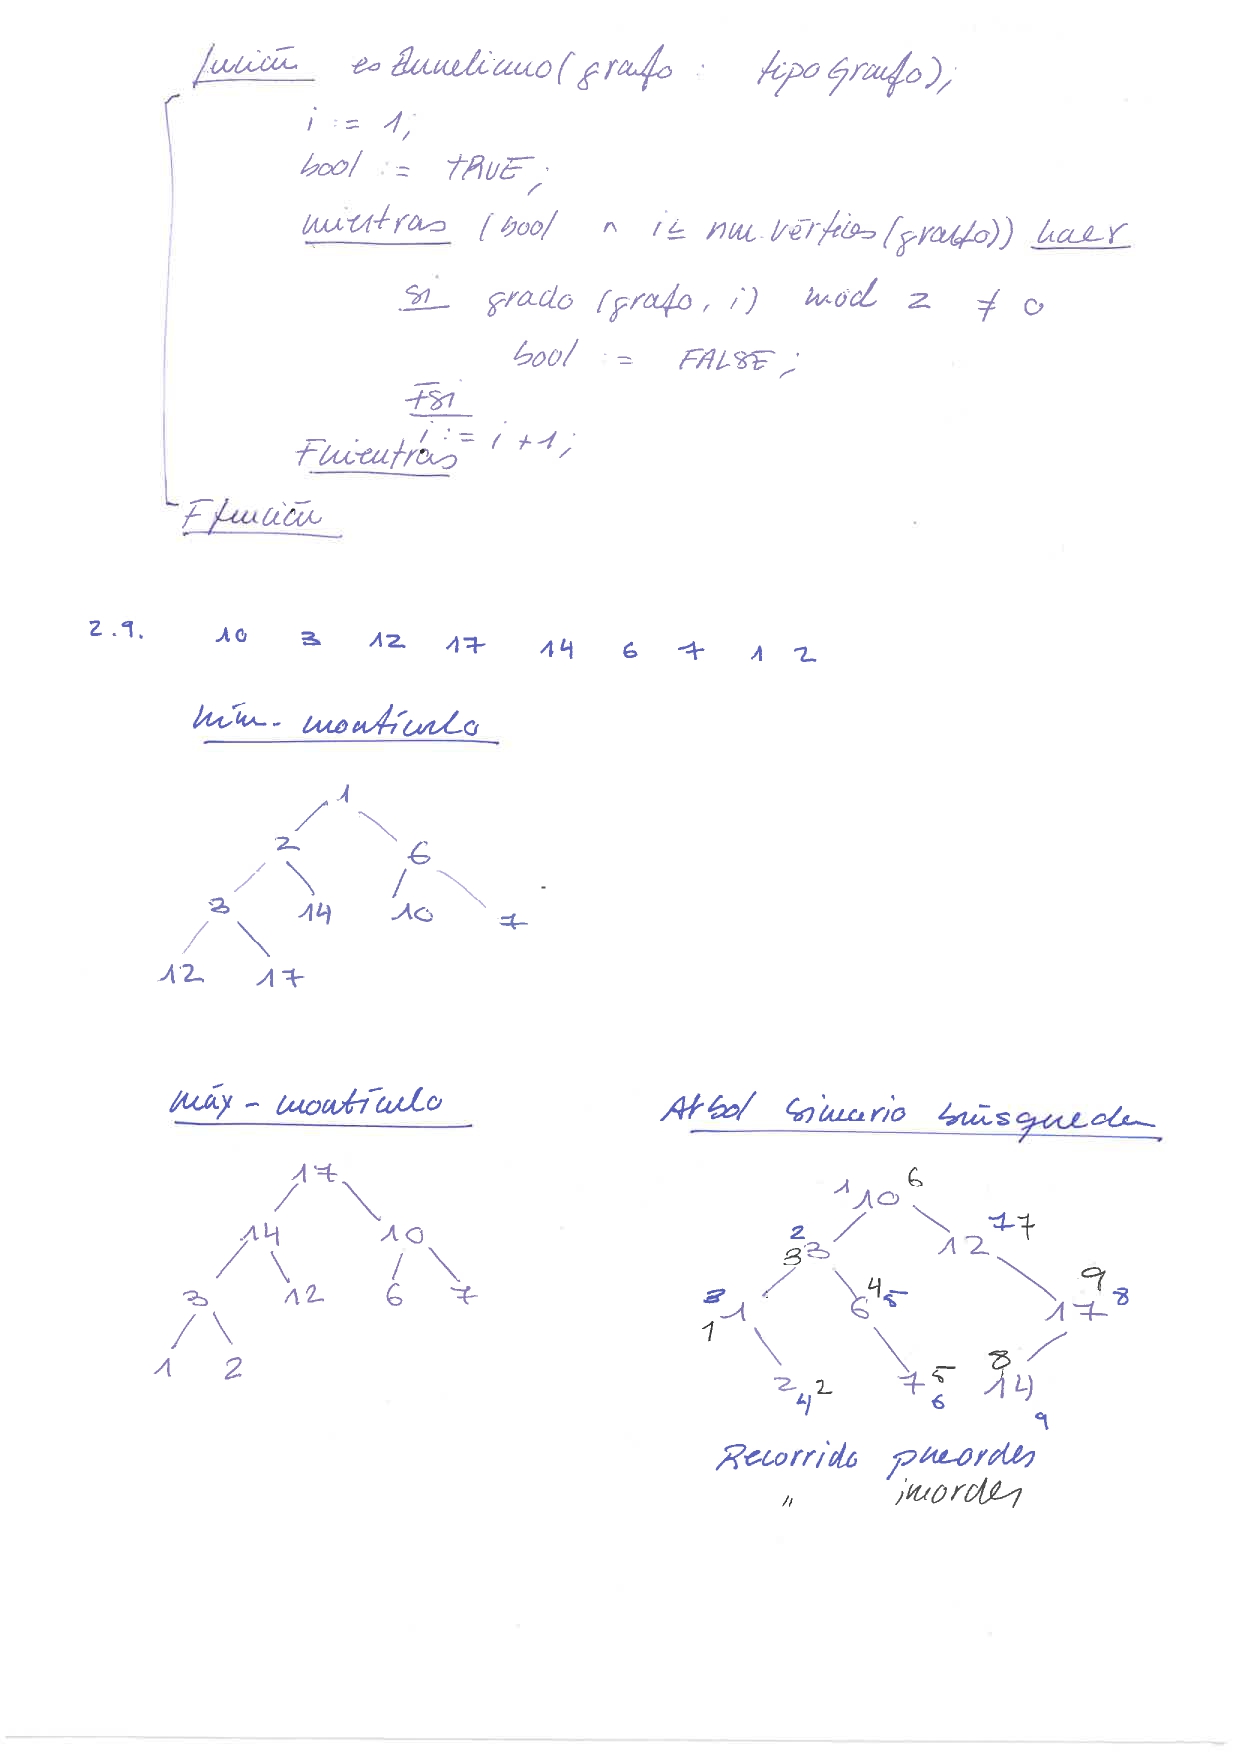 función esEuneliano(grafo : tipoGrafo);
i := 1;
bool := TRUE;
mientras (bool ^ i ≤ num.vértices(grafo)) hacer
si grado (grafo, i) mod 2 ≠ 0
bool := FALSE;
Fsi
i := i + 1;
Fmientras
Ffunción
2.9. 10 3 12 17 14 6 7 1 2
mín-montículo
1
2 6
3 14 10 7
12 17
máx-montículo
17
14 10
3 12 6 7
1 2
Arbol binario búsqueda
1 10 6
2 3 3 12 7 7
3 1 1 6 4 5 17 9 8
2 4 2 7 5 6 8 14 9
Recorrido preorden
" inorden